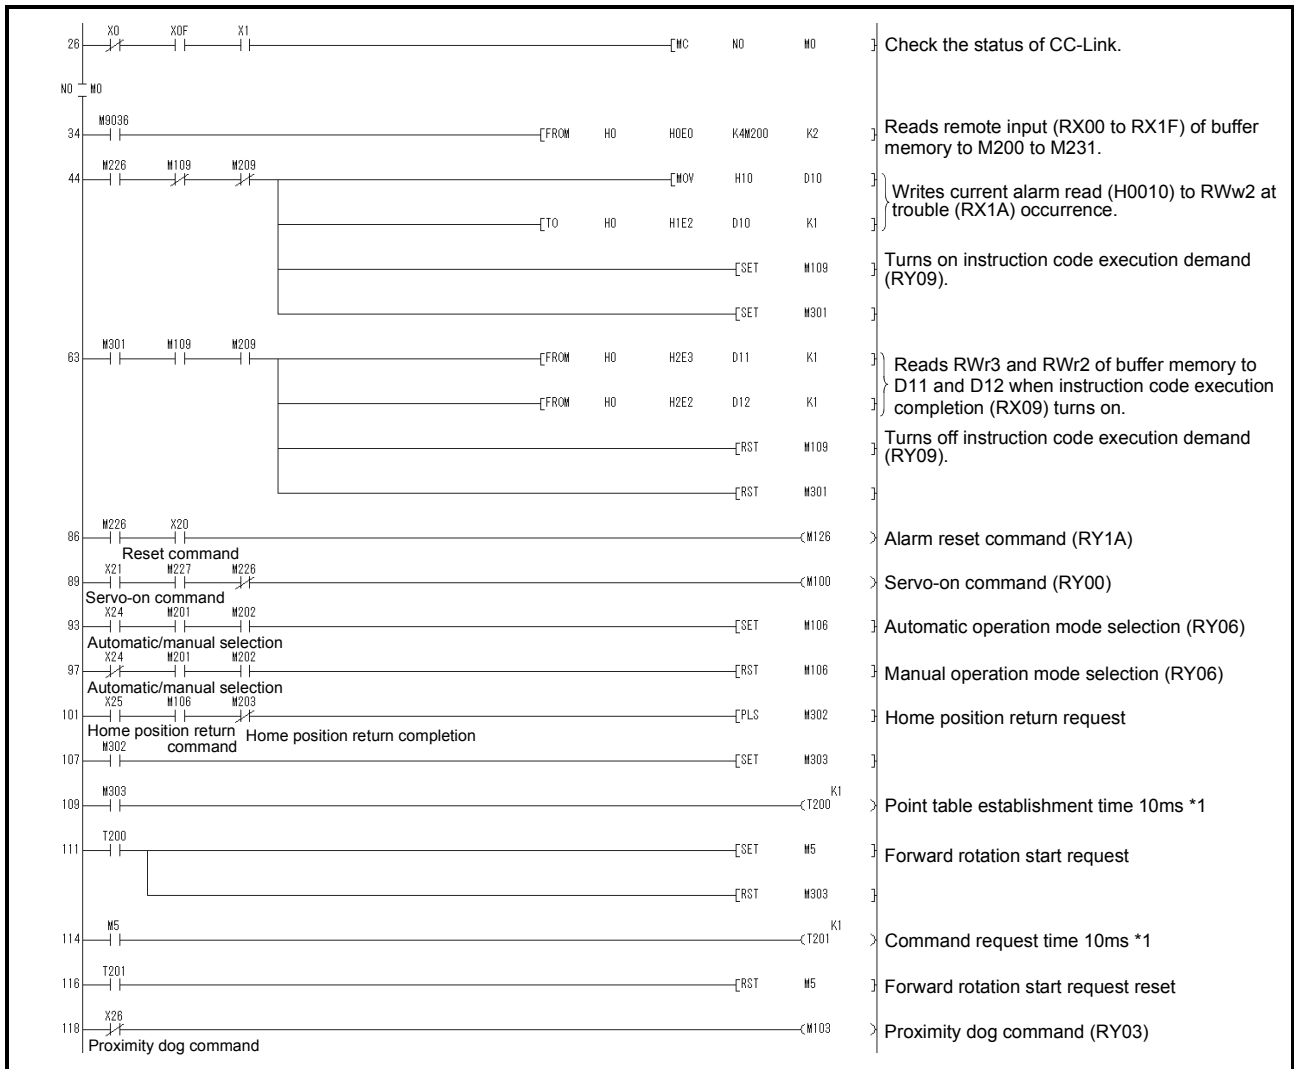 X0 X0F X1
26 [MC N0 M0 ] Check the status of CC-Link.
N0 M0
M9036
34 [FROM H0 H0E0 K4M200 K2 ] Reads remote input (RX00 to RX1F) of buffer
memory to M200 to M231.
M226 M109 M209
44 [MOV H10 D10 ] Writes current alarm read (H0010) to RWw2 at
trouble (RX1A) occurrence.
[TO H0 H1E2 D10 K1 ]
[SET M109 ] Turns on instruction code execution demand
(RY09).
[SET M301 ]
M301 M109 M209
63 [FROM H0 H2E3 D11 K1 ] Reads RWr3 and RWr2 of buffer memory to
D11 and D12 when instruction code execution
[FROM H0 H2E2 D12 K1 ] completion (RX09) turns on.
[RST M109 ] Turns off instruction code execution demand
(RY09).
[RST M301 ]
M226 X20
86 (M126 ) Alarm reset command (RY1A)
Reset command
X21 M227 M226
89 (M100 ) Servo-on command (RY00)
Servo-on command
X24 M201 M202
93 [SET M106 ] Automatic operation mode selection (RY06)
Automatic/manual selection
X24 M201 M202
97 [RST M106 ] Manual operation mode selection (RY06)
Automatic/manual selection
X25 M106 M203
101 [PLS M302 ] Home position return request
Home position return command Home position return completion
M302
107 [SET M303 ]
M303 K1
109 (T200 ) Point table establishment time 10ms *1
T200
111 [SET M5 ] Forward rotation start request
[RST M303 ]
M5 K1
114 (T201 ) Command request time 10ms *1
T201
116 [RST M5 ] Forward rotation start request reset
X26
118 (M103 ) Proximity dog command (RY03)
Proximity dog command